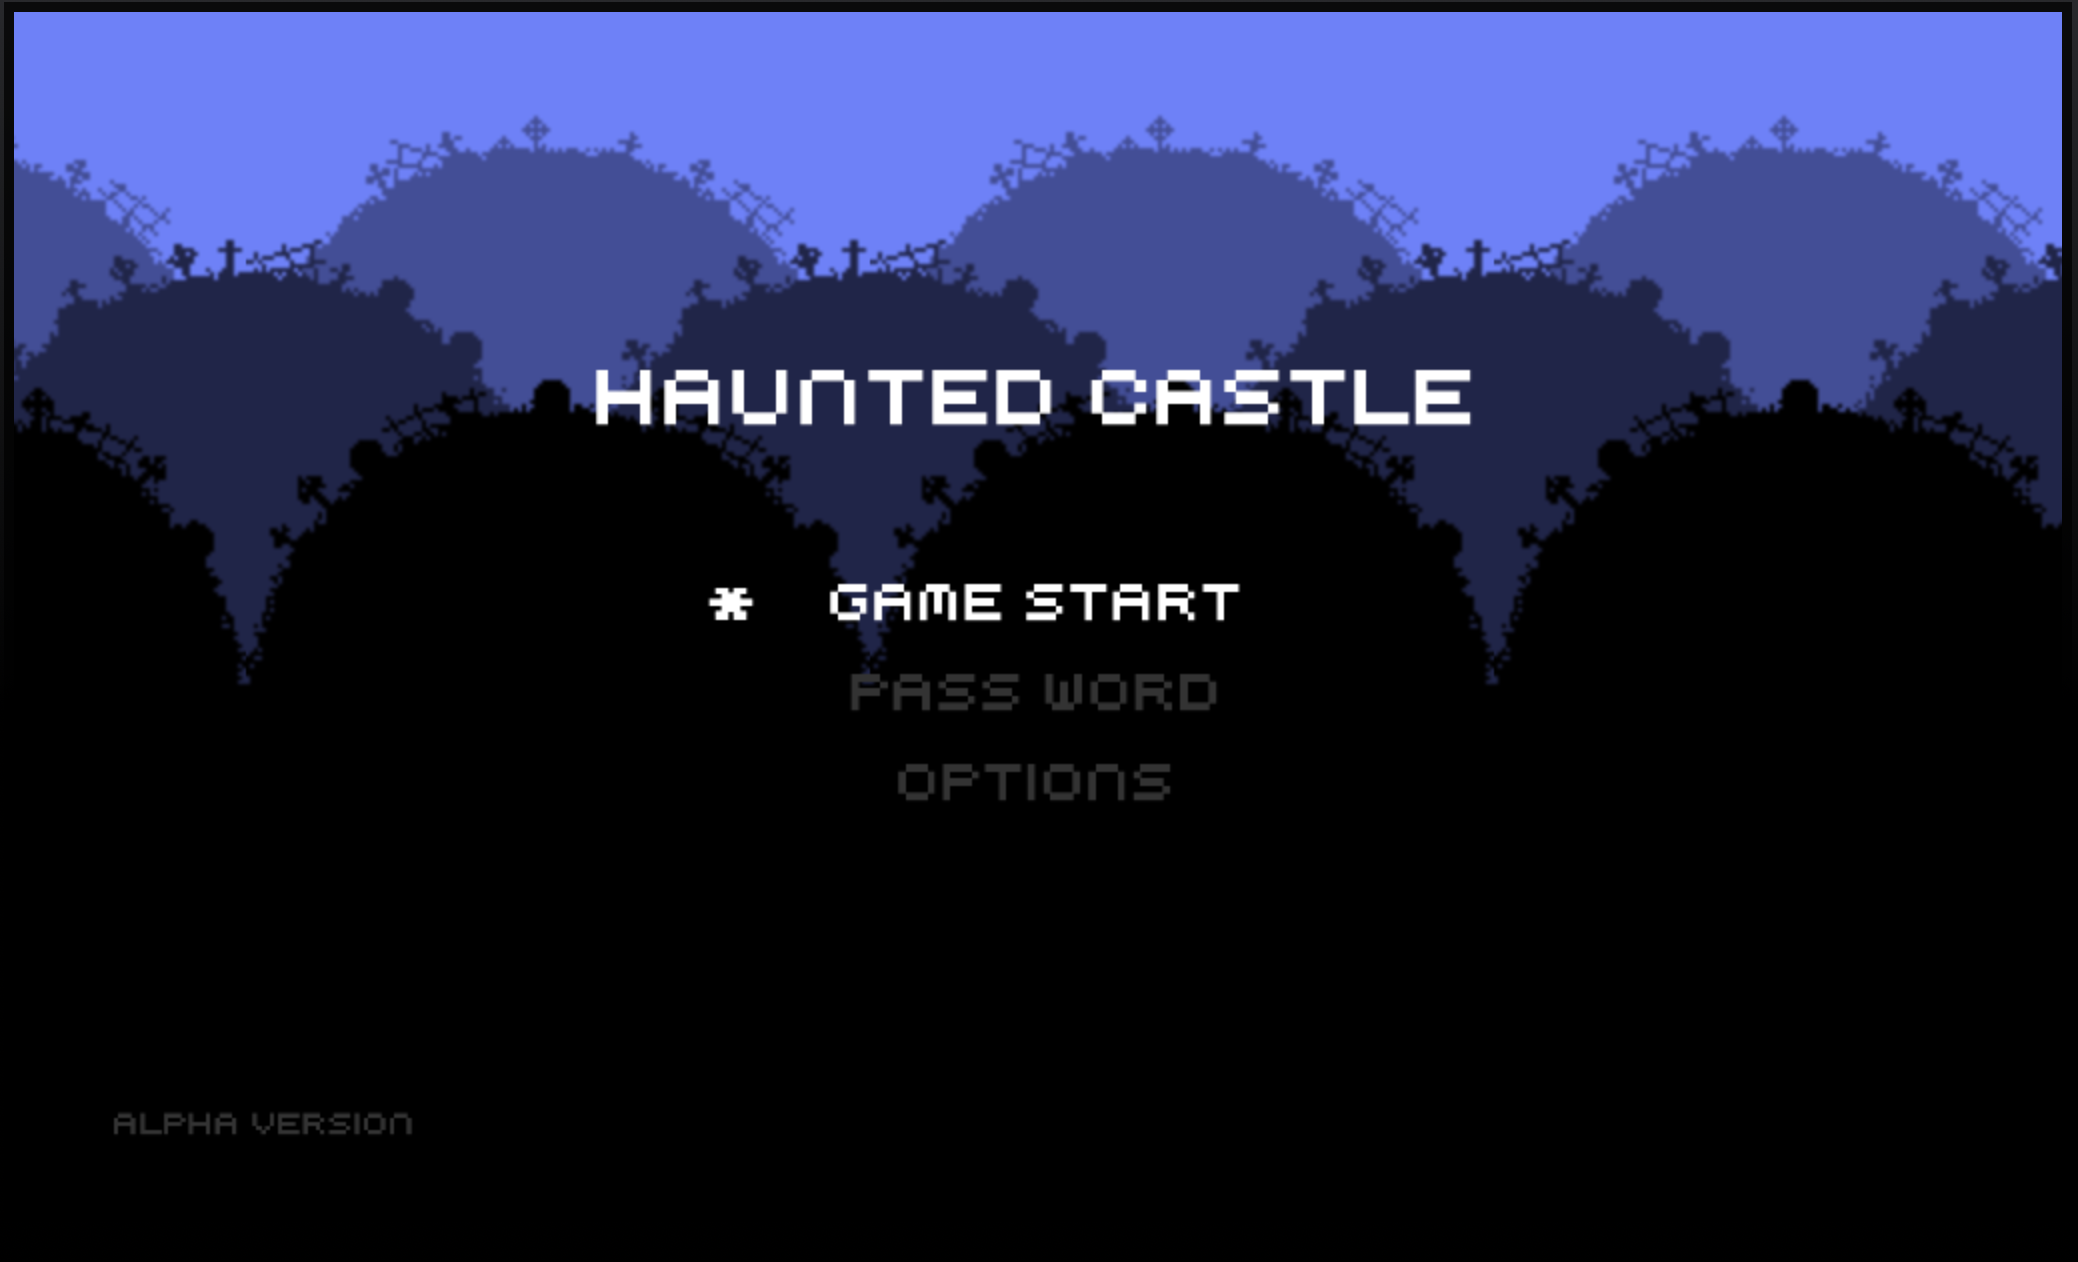 HAUNTED CASTLE
* GAME START
PASS WORD
OPTIONS
ALPHA VERSION